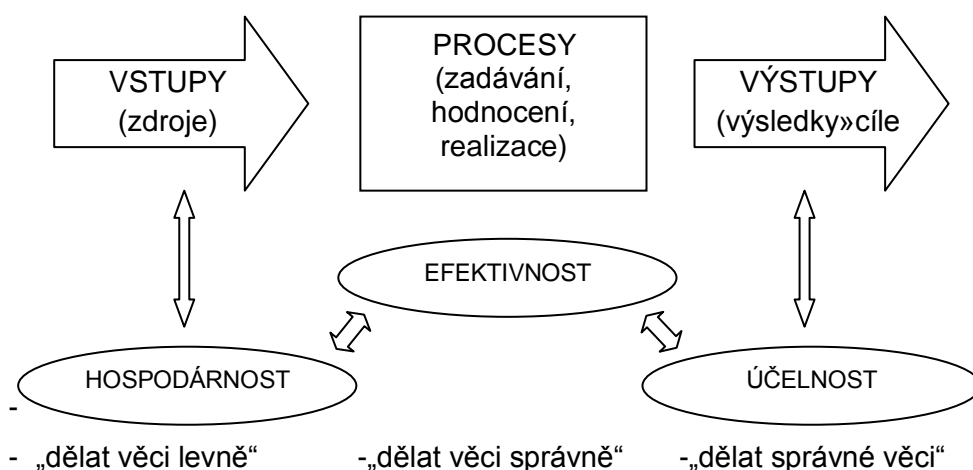 VSTUPY
(zdroje)
PROCESY
(zadávání,
hodnocení,
realizace)
VÝSTUPY
(výsledky»cíle
EFEKTIVNOST
HOSPODÁRNOST
ÚČELNOST
-
- „dělat věci levně“
-„dělat věci správně“
-„dělat správné věci“